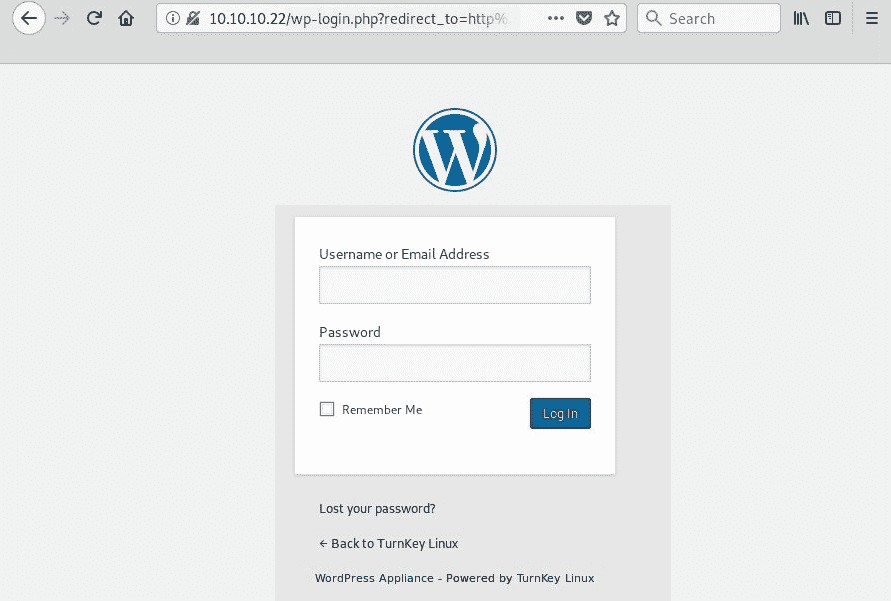 10.10.10.22/wp-login.php?redirect_to=http%
Search
Username or Email Address
Password
Remember Me
Log In
Lost your password?
← Back to TurnKey Linux
WordPress Appliance - Powered by TurnKey Linux